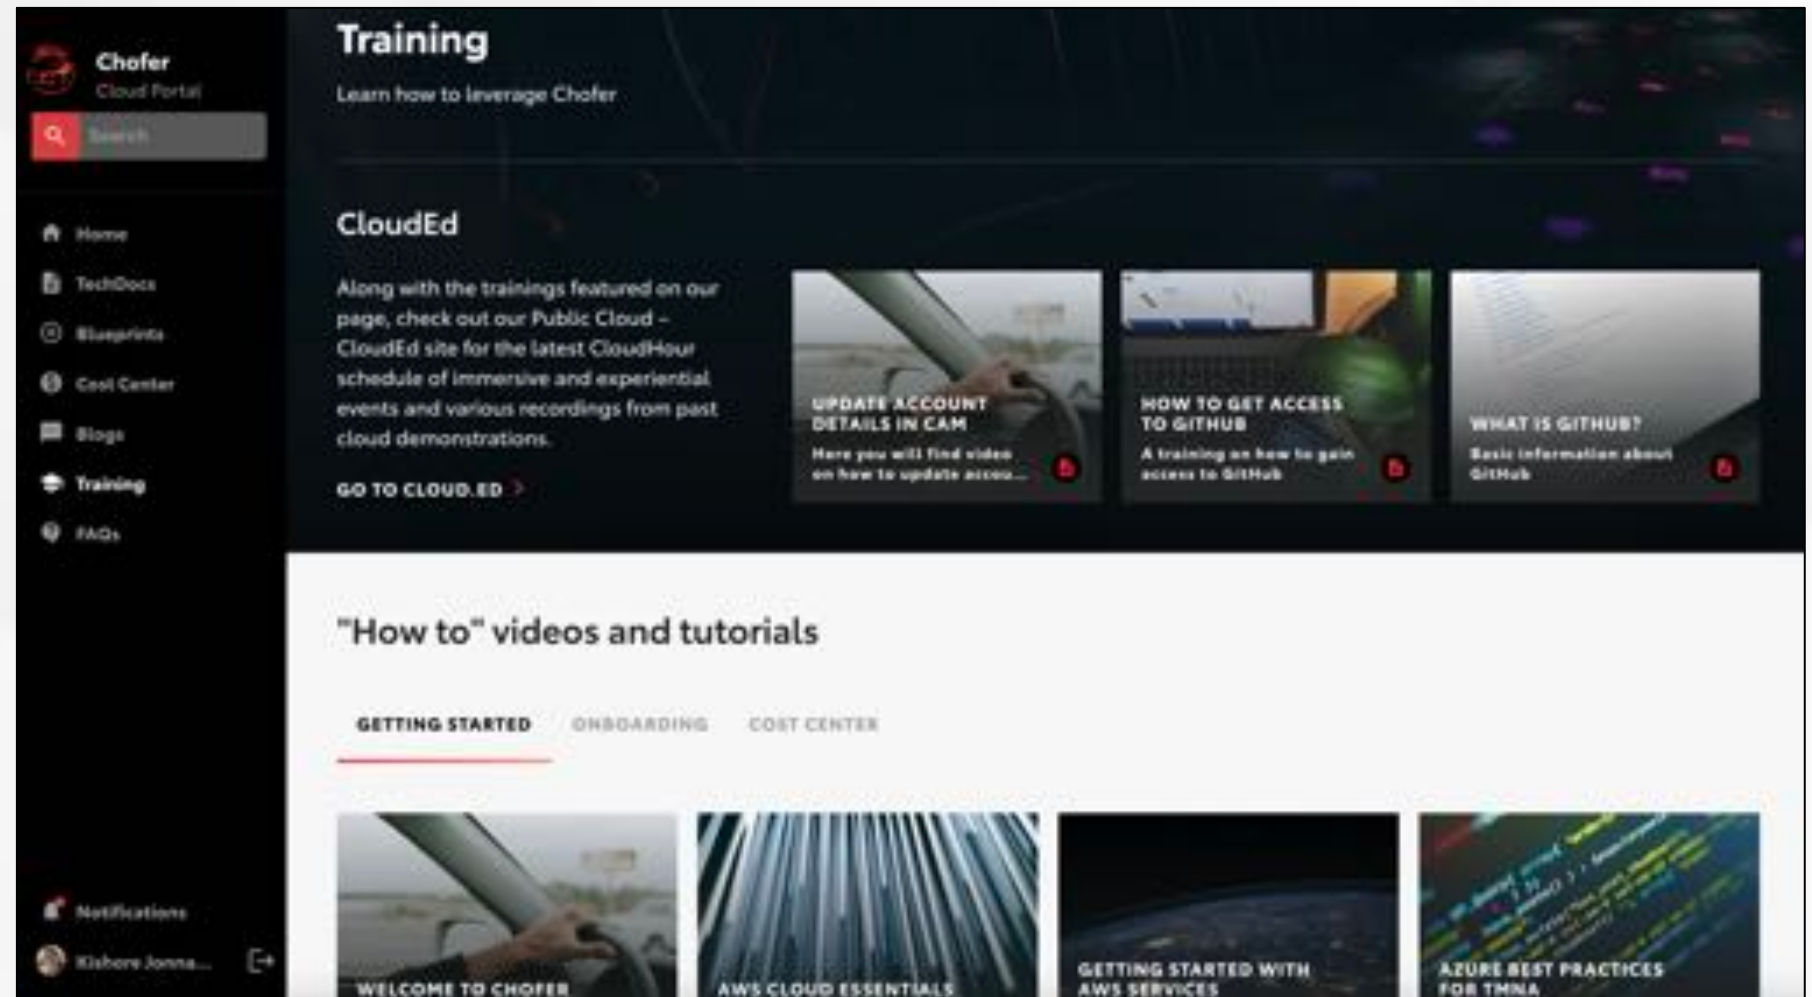 Chofer
Cloud Portal
Search
Home
TechDocs
Blueprints
Cost Center
Blogs
Training
FAQs
Notifications
Kishore Jonna...
Training
Learn how to leverage Chofer
CloudEd
Along with the trainings featured on our
page, check out our Public Cloud –
CloudEd site for the latest CloudHour
schedule of immersive and experiential
events and various recordings from past
cloud demonstrations.
GO TO CLOUD.ED >
UPDATE ACCOUNT
DETAILS IN CAM
Here you will find video
on how to update accou...
HOW TO GET ACCESS
TO GITHUB
A training on how to gain
access to GitHub
WHAT IS GITHUB?
Basic information about
GitHub
"How to" videos and tutorials
GETTING STARTED
ONBOARDING
COST CENTER
WELCOME TO CHOFER
AWS CLOUD ESSENTIALS
GETTING STARTED WITH
AWS SERVICES
AZURE BEST PRACTICES
FOR TMNA